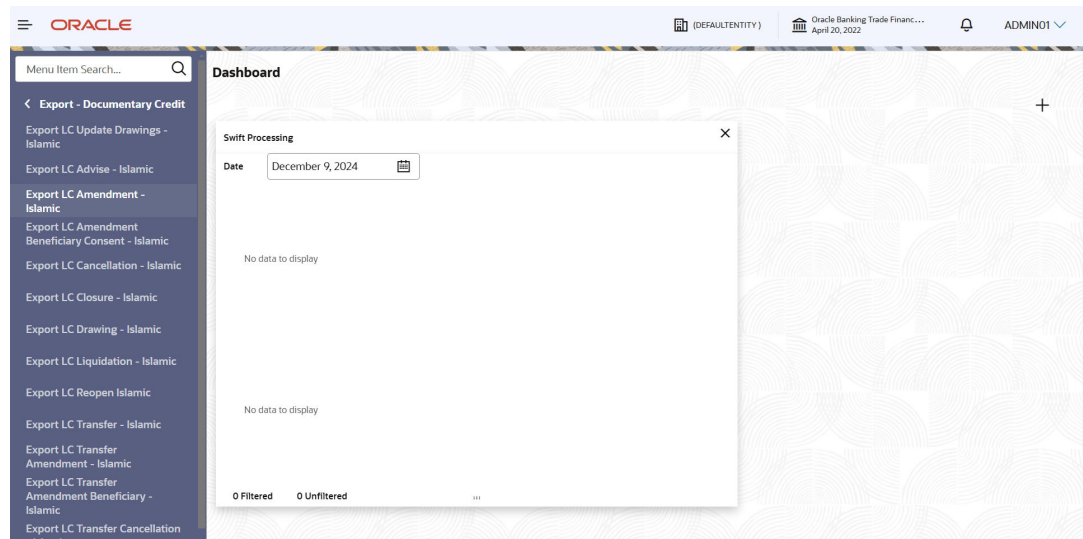 ORACLE
(DEFAULTENTITY )
Oracle Banking Trade Financ...
April 20, 2022
ADMIN01
Menu Item Search...
Export - Documentary Credit
Export LC Update Drawings -
Islamic
Export LC Advise - Islamic
Export LC Amendment -
Islamic
Export LC Amendment
Beneficiary Consent - Islamic
Export LC Cancellation - Islamic
Export LC Closure - Islamic
Export LC Drawing - Islamic
Export LC Liquidation - Islamic
Export LC Reopen Islamic
Export LC Transfer - Islamic
Export LC Transfer
Amendment - Islamic
Export LC Transfer
Amendment Beneficiary -
Islamic
Export LC Transfer Cancellation
Dashboard
Swift Processing
Date
December 9, 2024
No data to display
No data to display
0 Filtered
0 Unfiltered